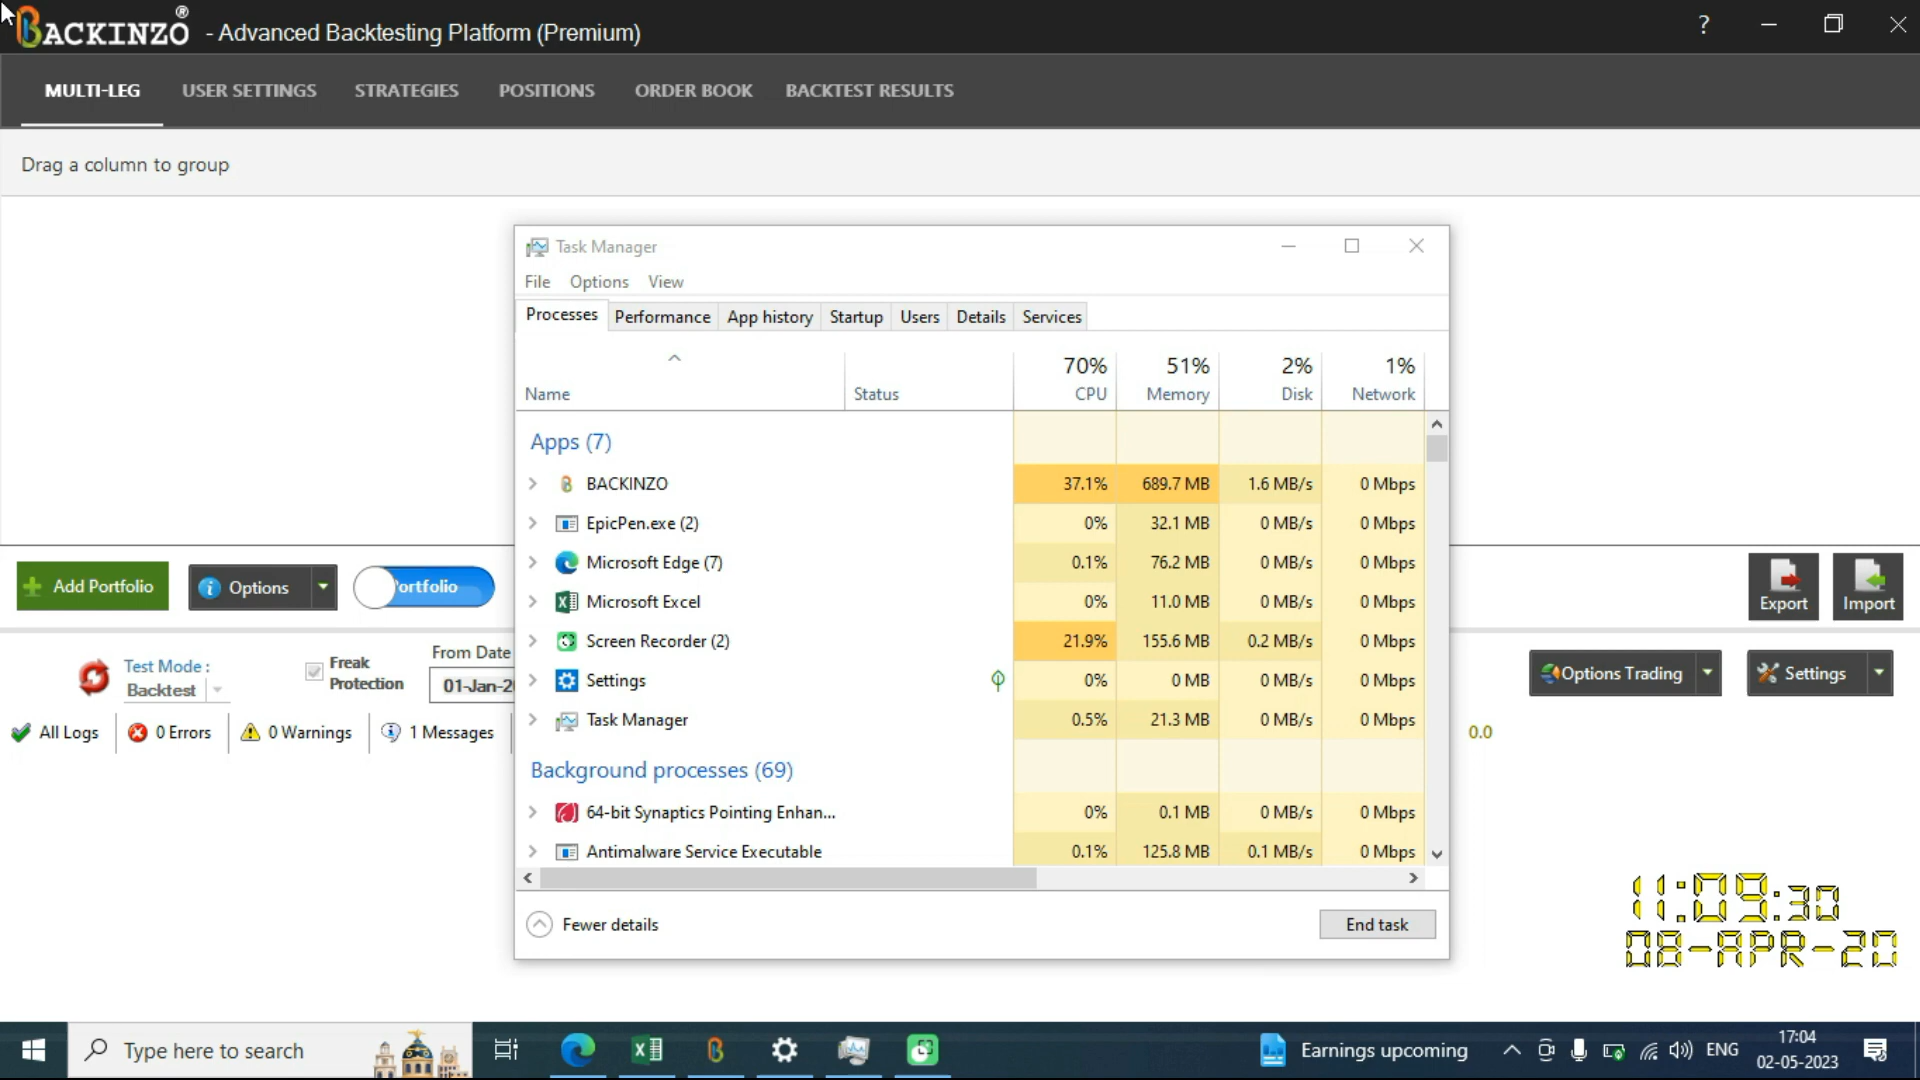 BACKINZO® - Advanced Backtesting Platform (Premium)
MULTI-LEG USER SETTINGS STRATEGIES POSITIONS ORDER BOOK BACKTEST RESULTS
Drag a column to group
Task Manager
File Options View
Processes Performance App history Startup Users Details Services
70% 51% 2% 1%
Name Status CPU Memory Disk Network
Apps (7)
BACKINZO 37.1% 689.7 MB 1.6 MB/s 0 Mbps
EpicPen.exe (2) 0% 32.1 MB 0 MB/s 0 Mbps
Microsoft Edge (7) 0.1% 76.2 MB 0 MB/s 0 Mbps
Microsoft Excel 0% 11.0 MB 0 MB/s 0 Mbps
Screen Recorder (2) 21.9% 155.6 MB 0.2 MB/s 0 Mbps
Settings 0% 0 MB 0 MB/s 0 Mbps
Task Manager 0.5% 21.3 MB 0 MB/s 0 Mbps
Background processes (69)
64-bit Synaptics Pointing Enhan... 0% 0.1 MB 0 MB/s 0 Mbps
Antimalware Service Executable 0.1% 125.8 MB 0.1 MB/s 0 Mbps
Fewer details End task
Add Portfolio Options ortfolio Export Import
Test Mode :
Backtest
Freak
Protection
From Date
01-Jan-2
Options Trading Settings
All Logs 0 Errors 0 Warnings 1 Messages 0.0
11:09:30
08-APR-20
Type here to search Earnings upcoming ENG 17:04
02-05-2023